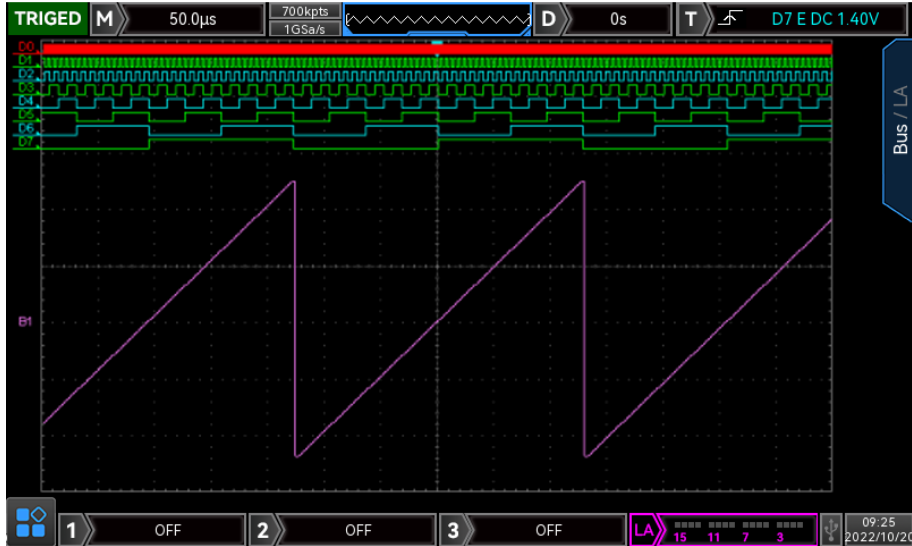 TRIGED M 50.0µs 700kpts D 0s T D7 E DC 1.40V
1GSa/s
D0
D1
D2
D3
D4
D5
D6
D7
Bus / LA
B1
1 OFF 2 OFF 3 OFF LA 15 11 7 3 09:25
2022/10/20